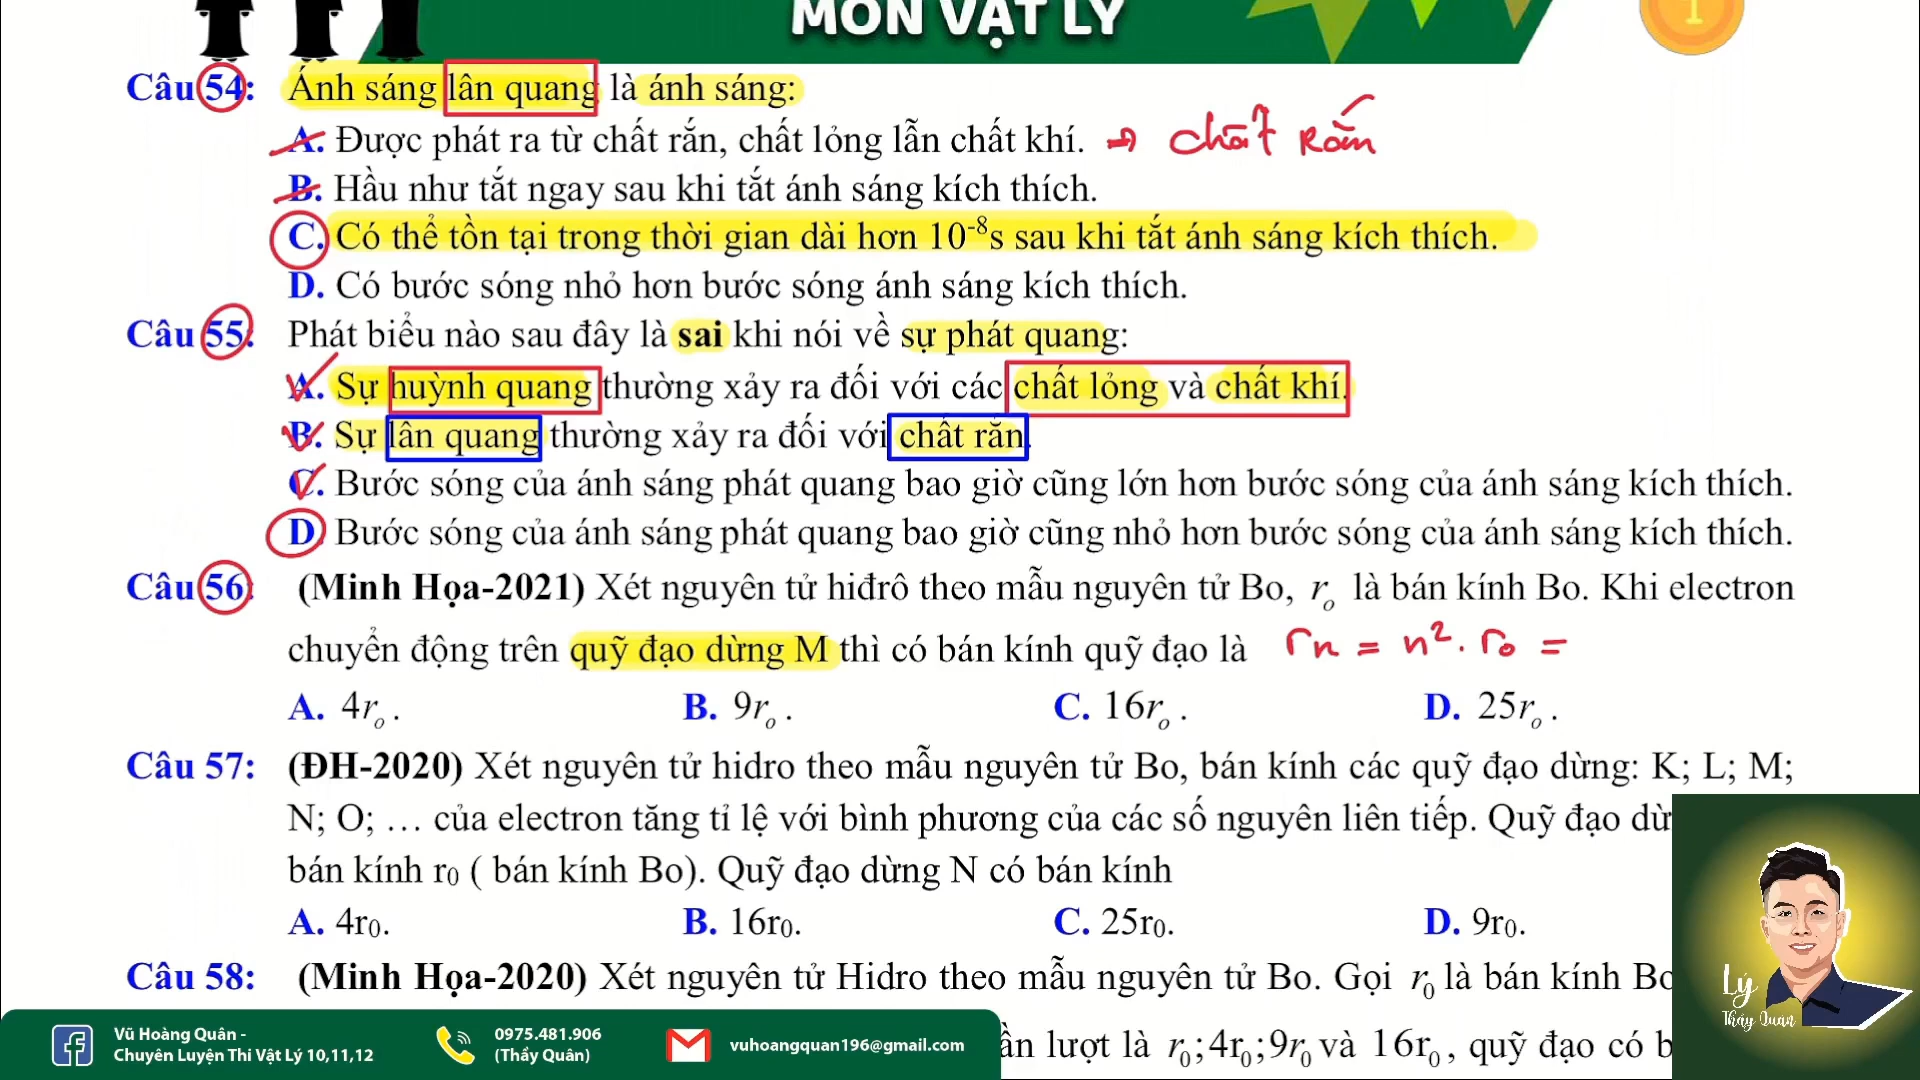 MÔN VẬT LÝ
1
Câu 54: Ánh sáng lân quang là ánh sáng:
A. Được phát ra từ chất rắn, chất lỏng lẫn chất khí. → chất rắn
B. Hầu như tắt ngay sau khi tắt ánh sáng kích thích.
C. Có thể tồn tại trong thời gian dài hơn 10⁻⁸s sau khi tắt ánh sáng kích thích.
D. Có bước sóng nhỏ hơn bước sóng ánh sáng kích thích.
Câu 55: Phát biểu nào sau đây là sai khi nói về sự phát quang:
A. Sự huỳnh quang thường xảy ra đối với các chất lỏng và chất khí.
B. Sự lân quang thường xảy ra đối với chất rắn.
C. Bước sóng của ánh sáng phát quang bao giờ cũng lớn hơn bước sóng của ánh sáng kích thích.
D. Bước sóng của ánh sáng phát quang bao giờ cũng nhỏ hơn bước sóng của ánh sáng kích thích.
Câu 56: (Minh Họa-2021) Xét nguyên tử hiđrô theo mẫu nguyên tử Bo, rₒ là bán kính Bo. Khi electron
chuyển động trên quỹ đạo dừng M thì có bán kính quỹ đạo là rn = n². r₀ =
A. 4rₒ. B. 9rₒ. C. 16rₒ. D. 25rₒ.
Câu 57: (ĐH-2020) Xét nguyên tử hidro theo mẫu nguyên tử Bo, bán kính các quỹ đạo dừng: K; L; M;
N; O; … của electron tăng tỉ lệ với bình phương của các số nguyên liên tiếp. Quỹ đạo
bán kính r₀ ( bán kính Bo). Quỹ đạo dừng N có bán kính
A. 4r₀. B. 16r₀. C. 25r₀. D. 9r₀.
Câu 58: (Minh Họa-2020) Xét nguyên tử Hidro theo mẫu nguyên tử Bo. Gọi r₀ là bán kính
lượt là r₀;4r₀;9r₀ và 16r₀, quỹ đạo có
Lý
Thầy Quân
Vũ Hoàng Quân -
Chuyên Luyện Thi Vật Lý 10,11,12
0975.481.906
(Thầy Quân)
vuhoangquan196@gmail.com